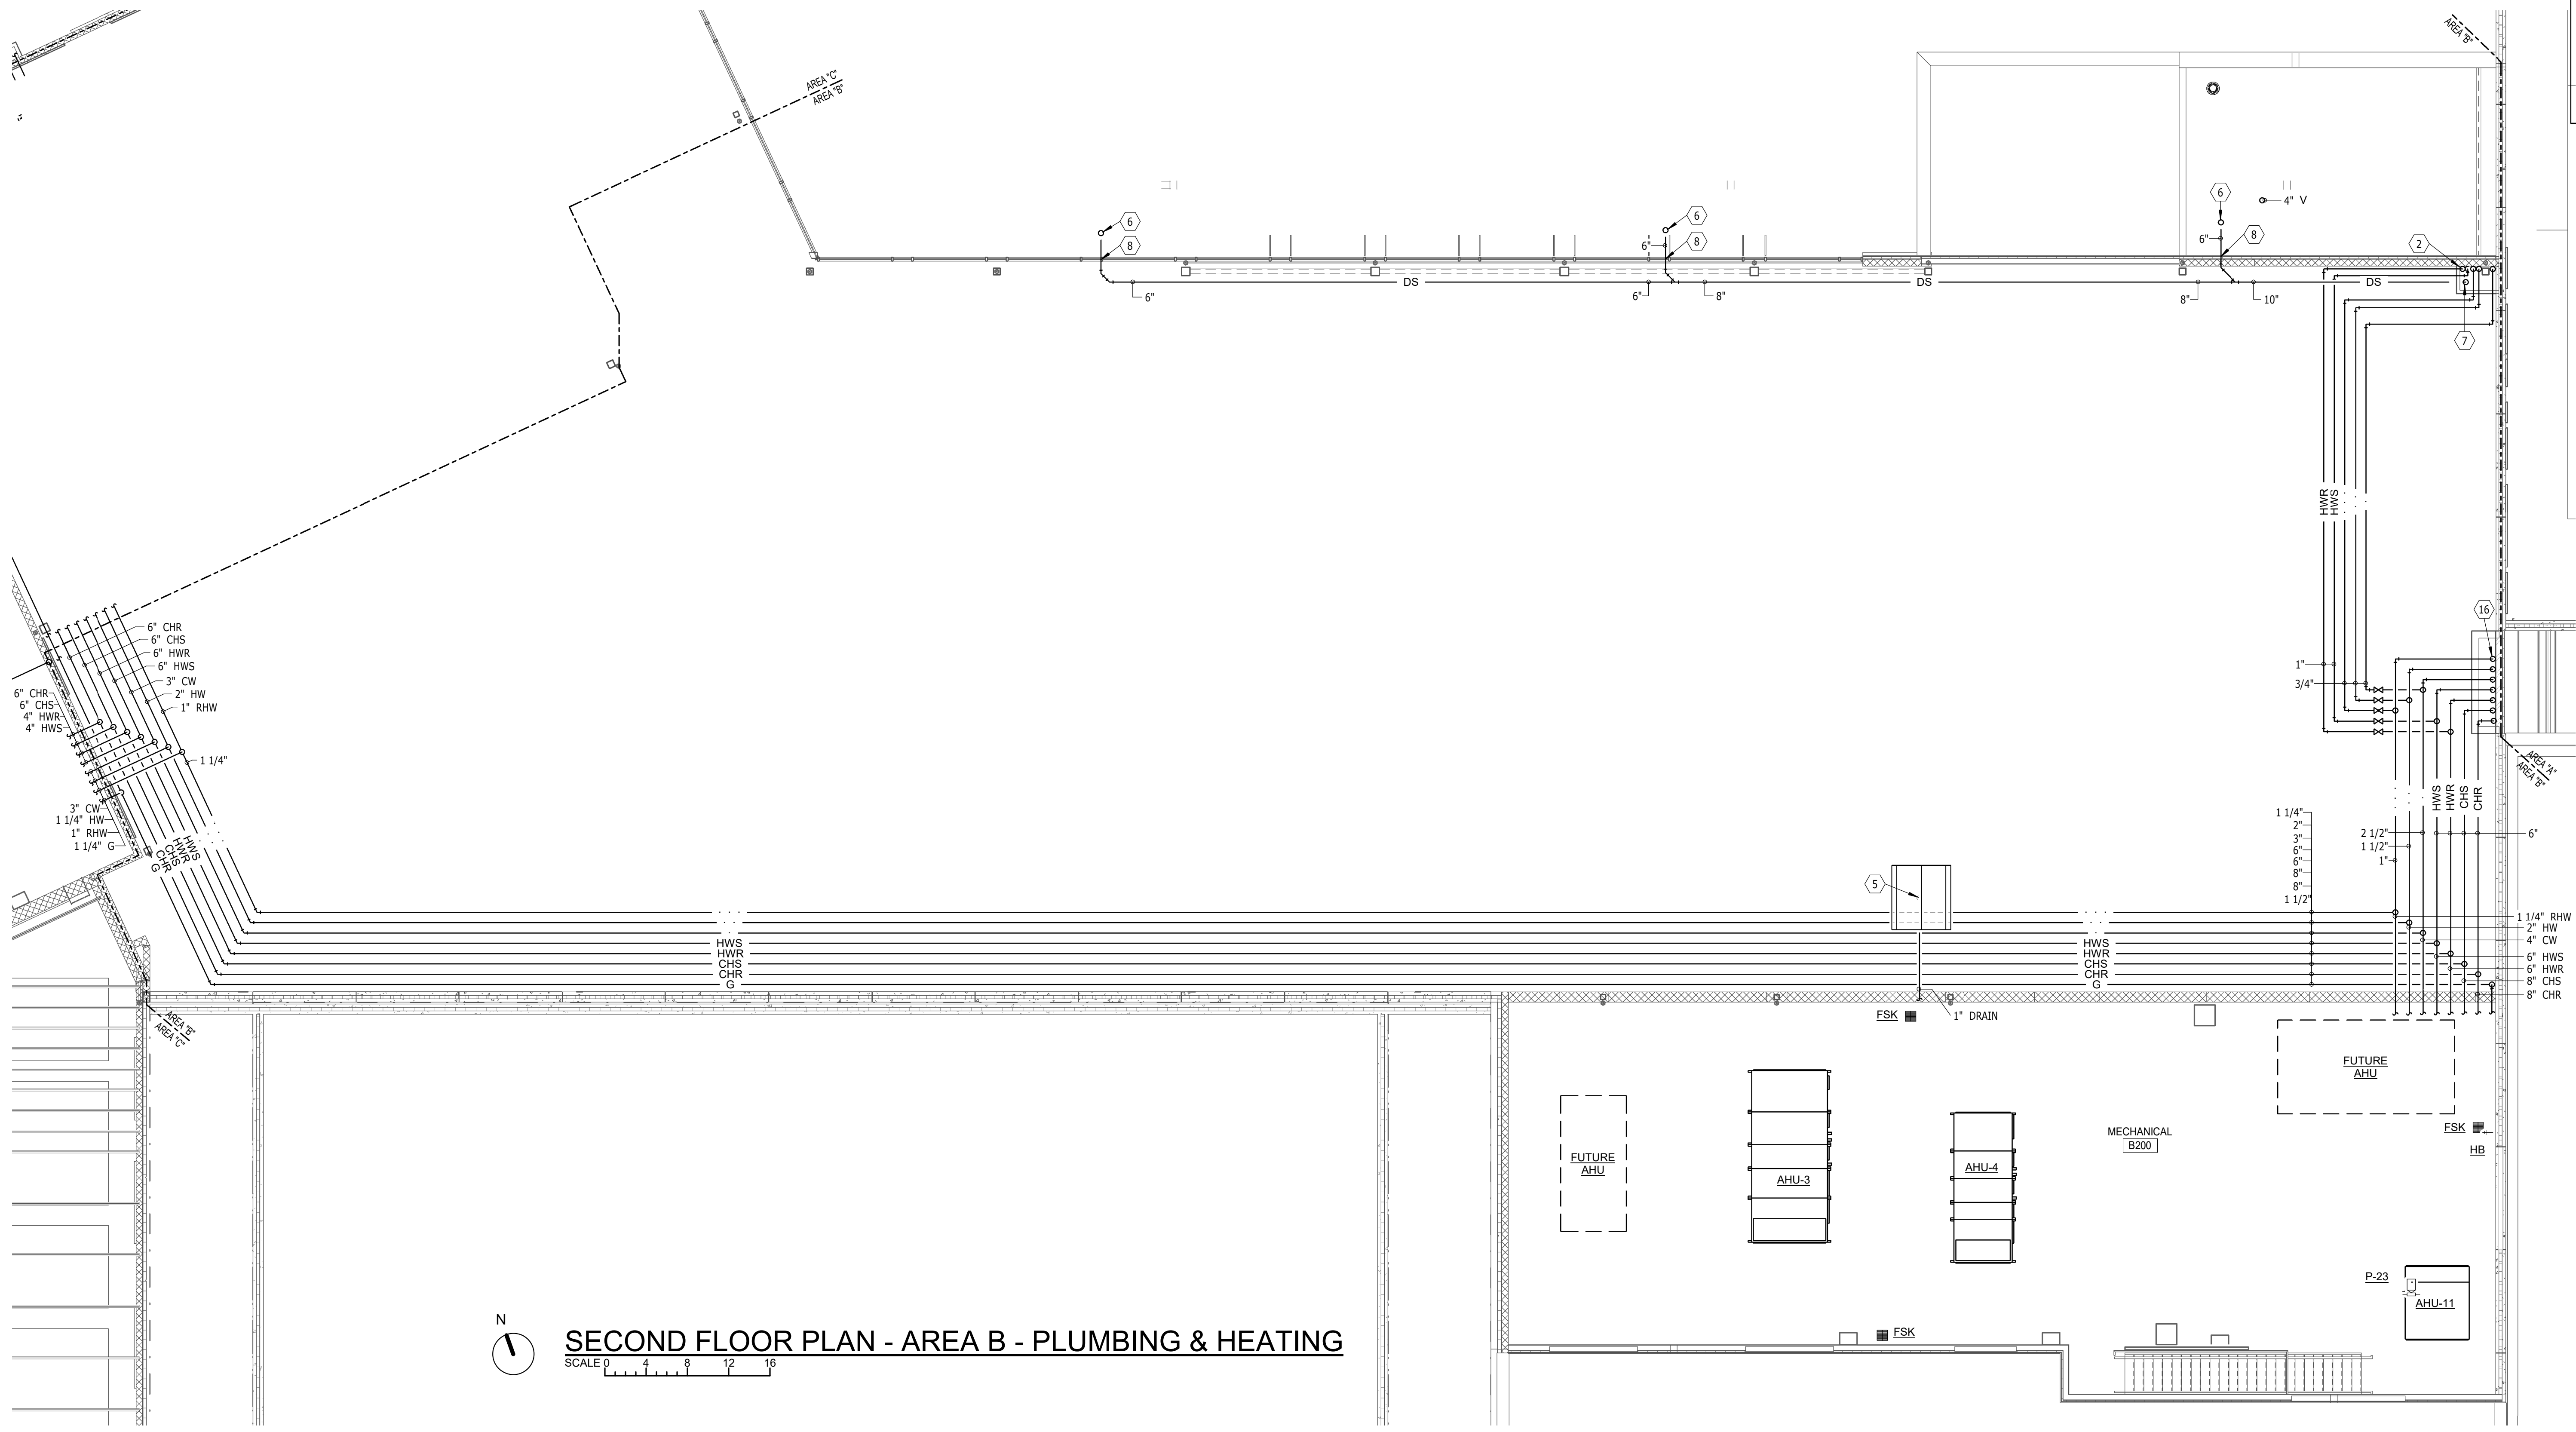 AREA "B"
AREA "C"
AREA "B"
6
8
6
6"
8
6
4" V
6"
8
2
DS
DS
DS
6"
6"
8"
8"
10"
7
HWR
HWS
16
1"
3/4"
6" CHR
6" CHS
6" HWR
6" HWS
3" CW
2" HW
1" RHW
6" CHR
6" CHS
4" HWR
4" HWS
1 1/4"
3" CW
1 1/4" HW
1" RHW
1 1/4" G
HWS
HWR
CHS
CHR
G
AREA "A"
AREA "B"
HWS
HWR
CHS
CHR
1 1/4"
2"
3"
6"
6"
8"
8"
1 1/2"
2 1/2"
1 1/2"
1"
6"
5
HWS
HWR
CHS
CHR
G
HWS
HWR
CHS
CHR
G
1 1/4" RHW
2" HW
4" CW
6" HWS
6" HWR
8" CHS
8" CHR
AREA "B"
AREA "C"
FSK
1" DRAIN
FUTURE
AHU
FUTURE
AHU
AHU-3
AHU-4
MECHANICAL
B200
FSK
HB
P-23
AHU-11
FSK
N
SECOND FLOOR PLAN - AREA B - PLUMBING & HEATING
SCALE 0 4 8 12 16